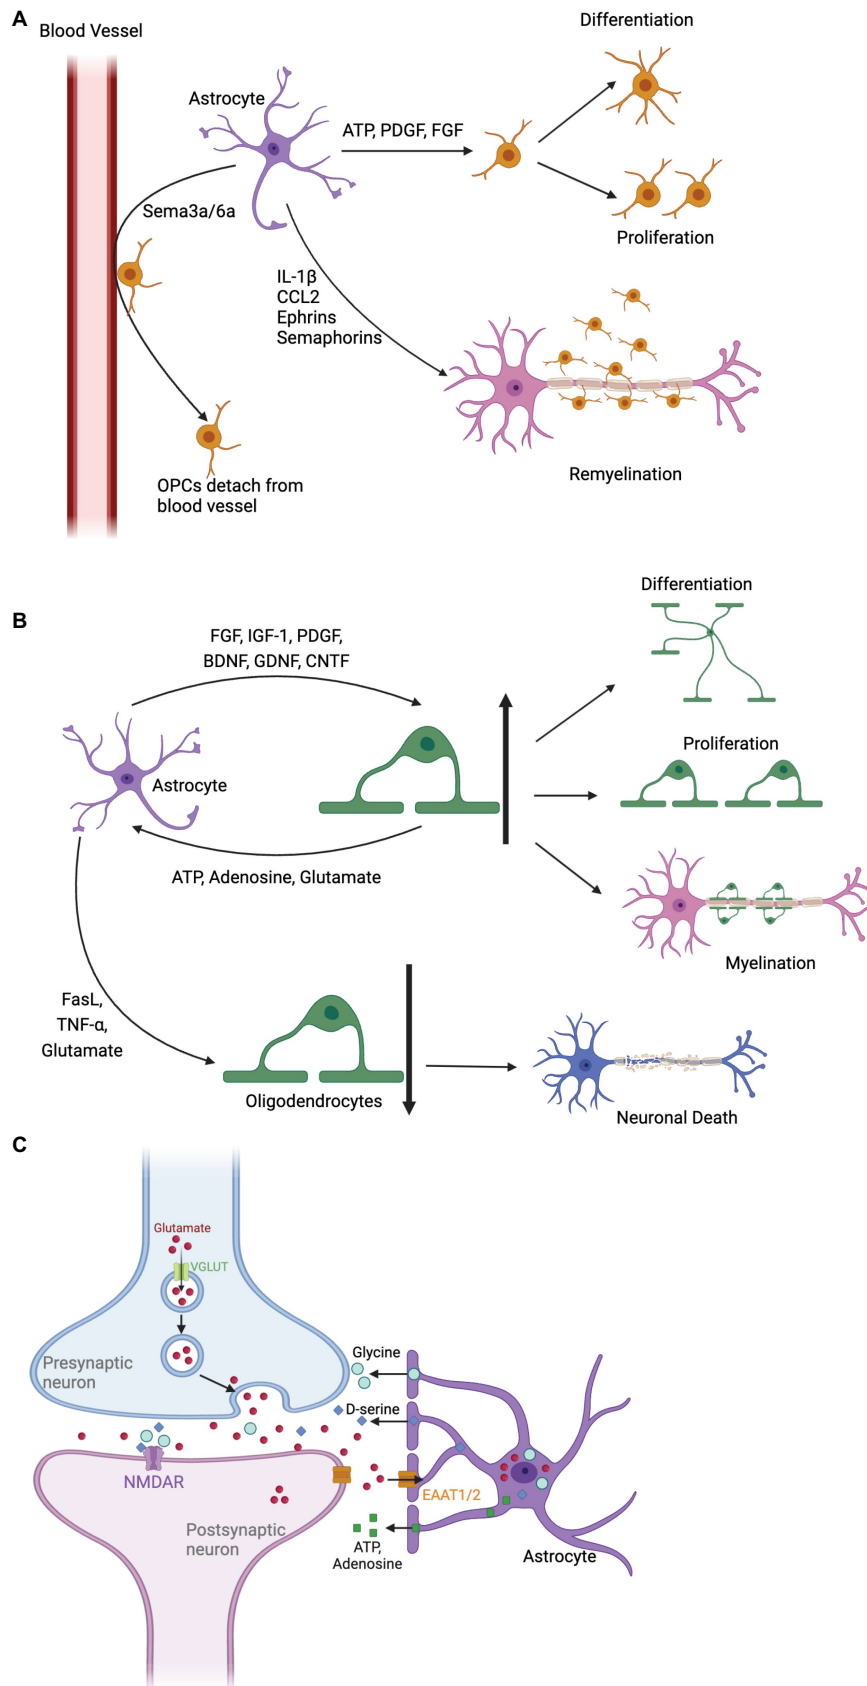 A
Blood Vessel
Differentiation
Astrocyte
ATP, PDGF, FGF
Sema3a/6a
Proliferation
IL-1β
CCL2
Ephrins
Semaphorins
Remyelination
OPCs detach from
blood vessel
B
Differentiation
FGF, IGF-1, PDGF,
BDNF, GDNF, CNTF
Proliferation
Astrocyte
ATP, Adenosine, Glutamate
Myelination
FasL,
TNF-α,
Glutamate
Oligodendrocytes
Neuronal Death
C
Glutamate
VGLUT
Glycine
Presynaptic
neuron
D-serine
NMDAR
EAAT1/2
Postsynaptic
neuron
ATP,
Adenosine
Astrocyte